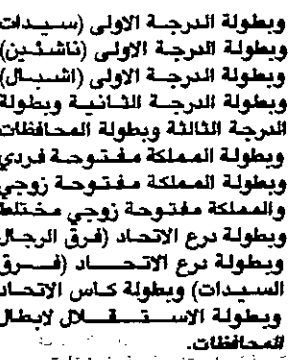 وبطولة الدرجة الاولى (سيدات
وبطولة الدرجة الاولى (ناشئين)
وبطولة الدرجة الاولى (اشبال)
وبطولة الدرجة الثانية وبطولة
الدرجة الثالثة وبطولة المحافظات
وبطولة المملكة مفتوحة فردي
وبطولة المملكة مفتوحة زوجي
والمملكة مفتوحة زوجي مختلط
وبطولة درع الاتحاد (فرق الرجال
وبطولة درع الاتحاد (فرق
السيدات) وبطولة كاس الاتحاد
وبطولة الاستقلال لابطال
المحافظات.